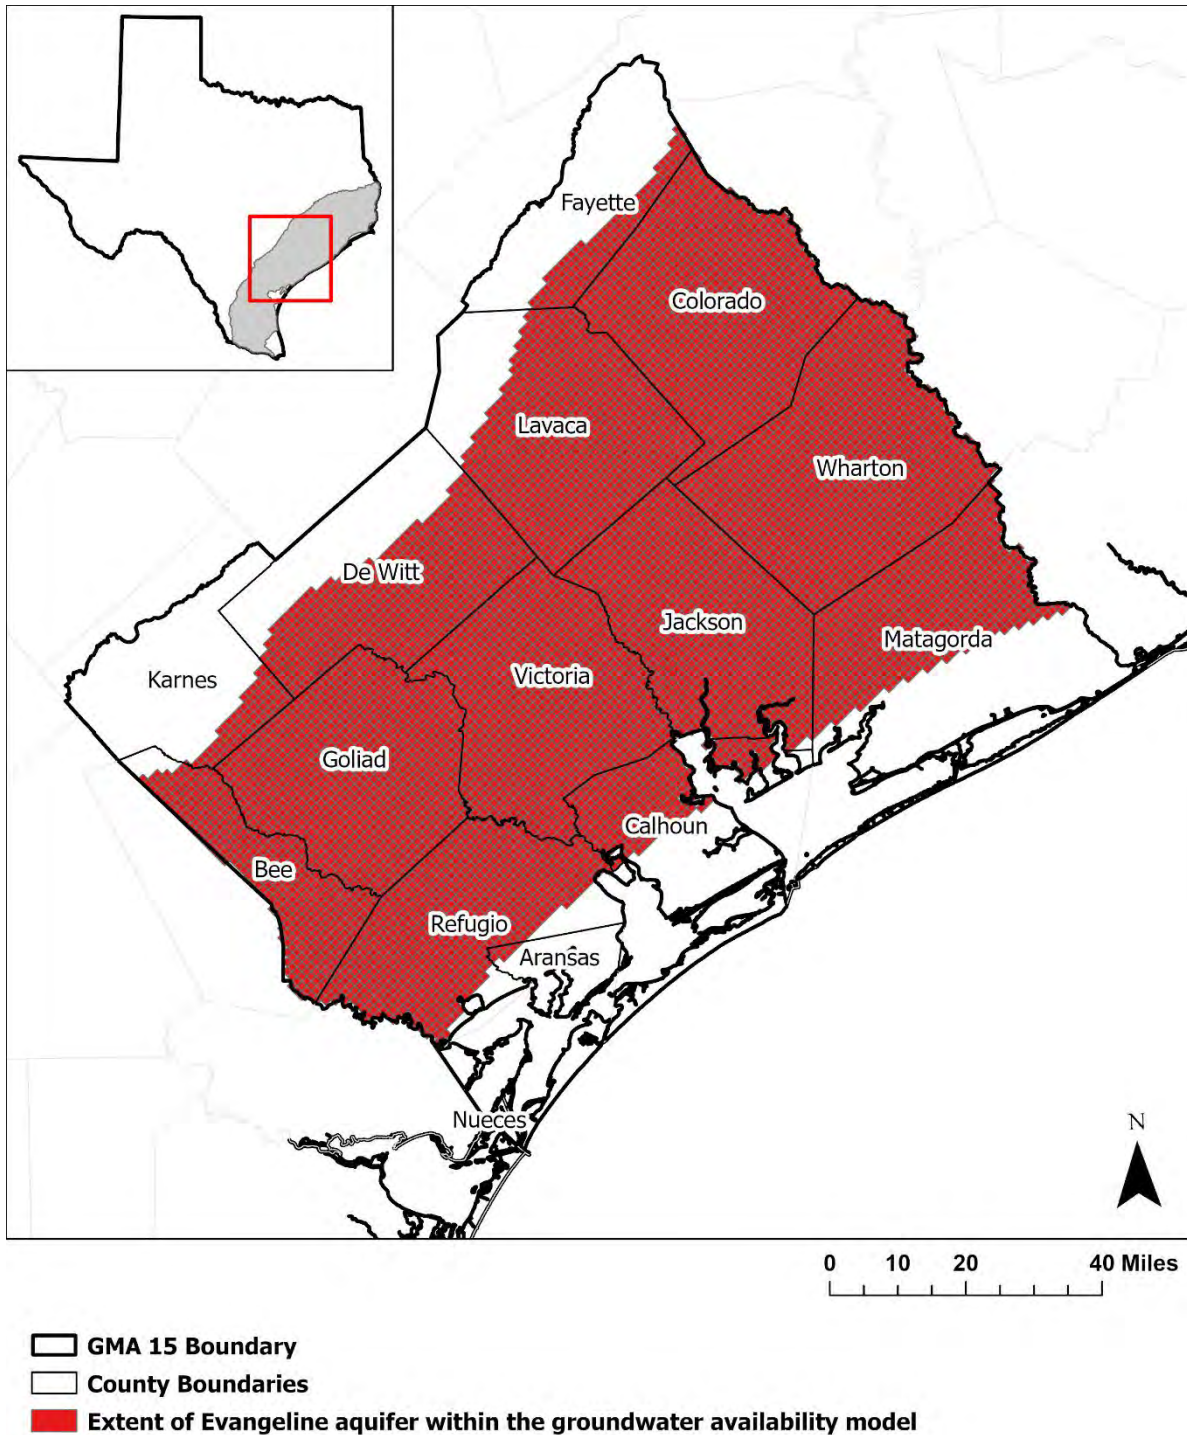 Fayette
Colorado
Lavaca
Wharton
De Witt
Jackson
Matagorda
Karnes
Victoria
Goliad
Calhoun
Bee
Refugio
Aransas
Nueces
N
0 10 20 40 Miles
GMA 15 Boundary
County Boundaries
Extent of Evangeline aquifer within the groundwater availability model